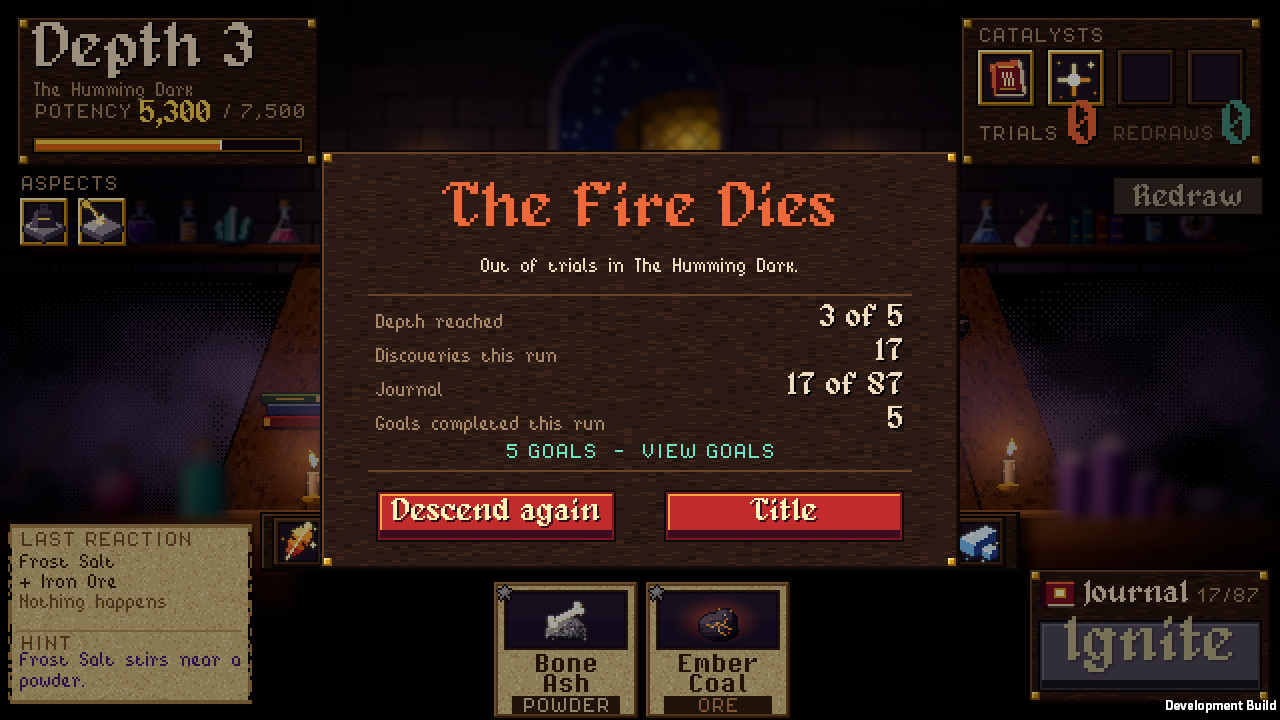 Depth 3
The Humming Dark
POTENCY 5,300 / 7,500
ASPECTS
CATALYSTS
TRIALS 0 REDRAWS 0
Redraw
The Fire Dies
Out of trials in The Humming Dark.
Depth reached 3 of 5
Discoveries this run 17
Journal 17 of 87
Goals completed this run 5
5 GOALS - VIEW GOALS
Descend again Title
LAST REACTION
Frost Salt
+ Iron Ore
Nothing happens
HINT
Frost Salt stirs near a
powder.
Bone
Ash
POWDER
Ember
Coal
ORE
Journal 17/87
Ignite
Development Build